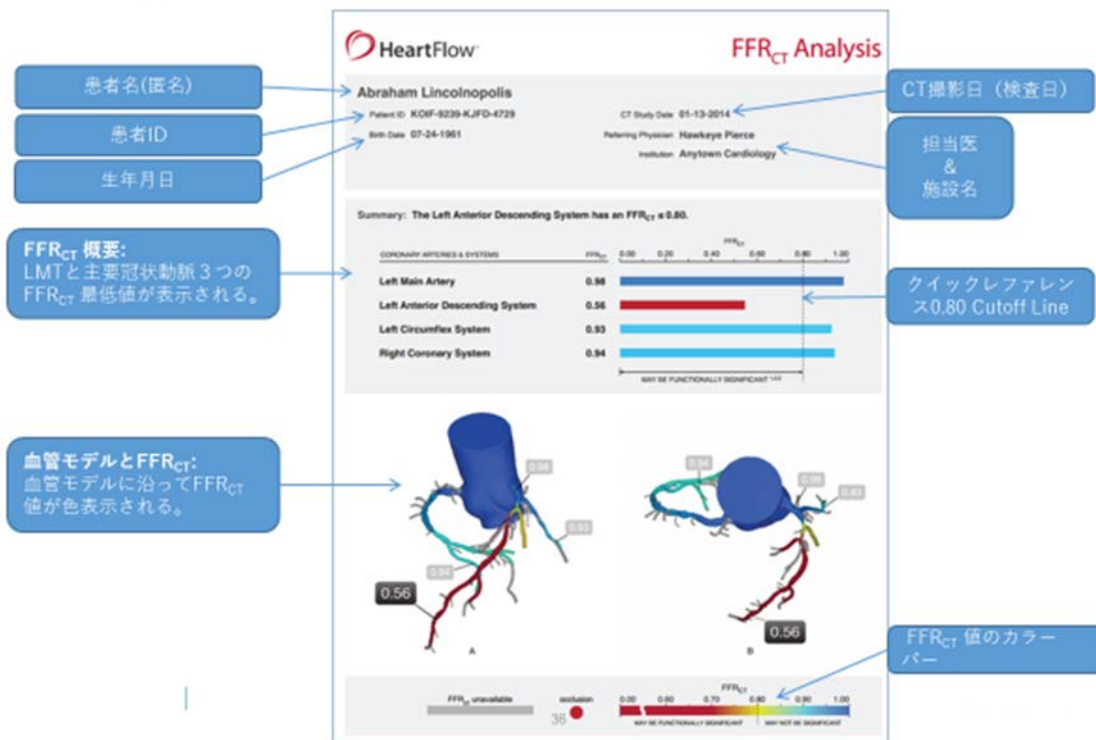 HeartFlow
FFRCT Analysis
患者名(匿名)
患者ID
生年月日
Abraham Lincolnopolis
Patient ID KOIF-9239-KJFD-4729
Birth Date 07-24-1961
CT Study Date 01-13-2014
Referring Physician Hawkeye Pierce
Institution Anytown Cardiology
CT撮影日（検査日）
担当医
&
施設名
FFRCT 概要:
LMTと主要冠状動脈３つの
FFRCT 最低値が表示される。
Summary: The Left Anterior Descending System has an FFRCT ≤ 0.80.
FFRCT
CORONARY ARTERIES & SYSTEMS FFRCT 0.00 0.20 0.40 0.60 0.80 1.00
Left Main Artery 0.98
Left Anterior Descending System 0.56
Left Circumflex System 0.93
Right Coronary System 0.94
MAY BE FUNCTIONALLY SIGNIFICANT
クイックレファレン
ス0.80 Cutoff Line
血管モデルとFFRCT:
血管モデルに沿ってFFRCT
値が色表示される。
0.98
0.93
0.94
0.56
A
0.94
0.98
0.93
0.56
B
FFRCT 値のカラー
バー
FFRCT unavailable
occlusion
36
FFRCT
0.00 0.60 0.70 0.80 0.90 1.00
MAY BE FUNCTIONALLY SIGNIFICANT MAY NOT BE SIGNIFICANT